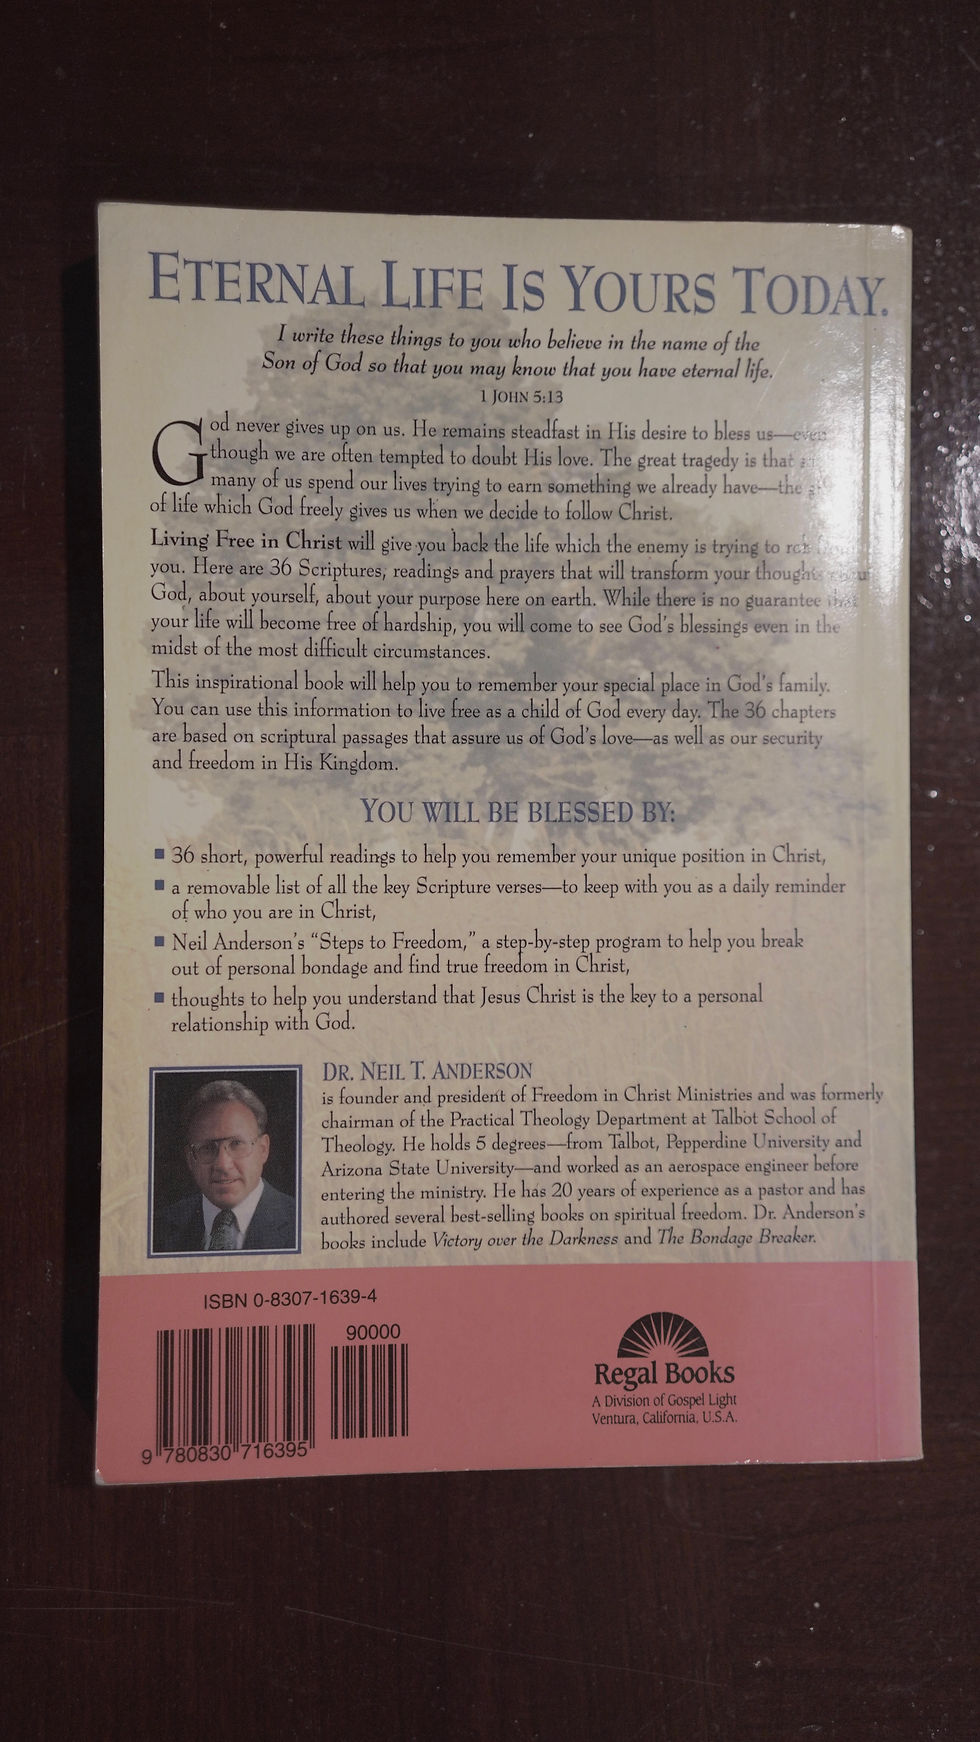 ETERNAL LIFE IS YOURS TODAY.
I write these things to you who believe in the name of the
Son of God so that you may know that you have eternal life.
1 JOHN 5:13
God never gives up on us. He remains steadfast in His desire to bless us—even
though we are often tempted to doubt His love. The great tragedy is that
many of us spend our lives trying to earn something we already have—the
of life which God freely gives us when we decide to follow Christ.
Living Free in Christ will give you back the life which the enemy is trying to
you. Here are 36 Scriptures, readings and prayers that will transform your thoughts
God, about yourself, about your purpose here on earth. While there is no guarantee that
your life will become free of hardship, you will come to see God's blessings even in the
midst of the most difficult circumstances.
This inspirational book will help you to remember your special place in God's family.
You can use this information to live free as a child of God every day. The 36 chapters
are based on scriptural passages that assure us of God's love—as well as our security
and freedom in His Kingdom.
YOU WILL BE BLESSED BY:
■ 36 short, powerful readings to help you remember your unique position in Christ,
■ a removable list of all the key Scripture verses—to keep with you as a daily reminder
of who you are in Christ,
■ Neil Anderson's “Steps to Freedom,” a step-by-step program to help you break
out of personal bondage and find true freedom in Christ,
■ thoughts to help you understand that Jesus Christ is the key to a personal
relationship with God.
DR. NEIL T. ANDERSON
is founder and president of Freedom in Christ Ministries and was formerly
chairman of the Practical Theology Department at Talbot School of
Theology. He holds 5 degrees—from Talbot, Pepperdine University and
Arizona State University—and worked as an aerospace engineer before
entering the ministry. He has 20 years of experience as a pastor and has
authored several best-selling books on spiritual freedom. Dr. Anderson's
books include Victory over the Darkness and The Bondage Breaker.
ISBN 0-8307-1639-4
90000
9 780830 716395
Regal Books
A Division of Gospel Light
Ventura, California, U.S.A.